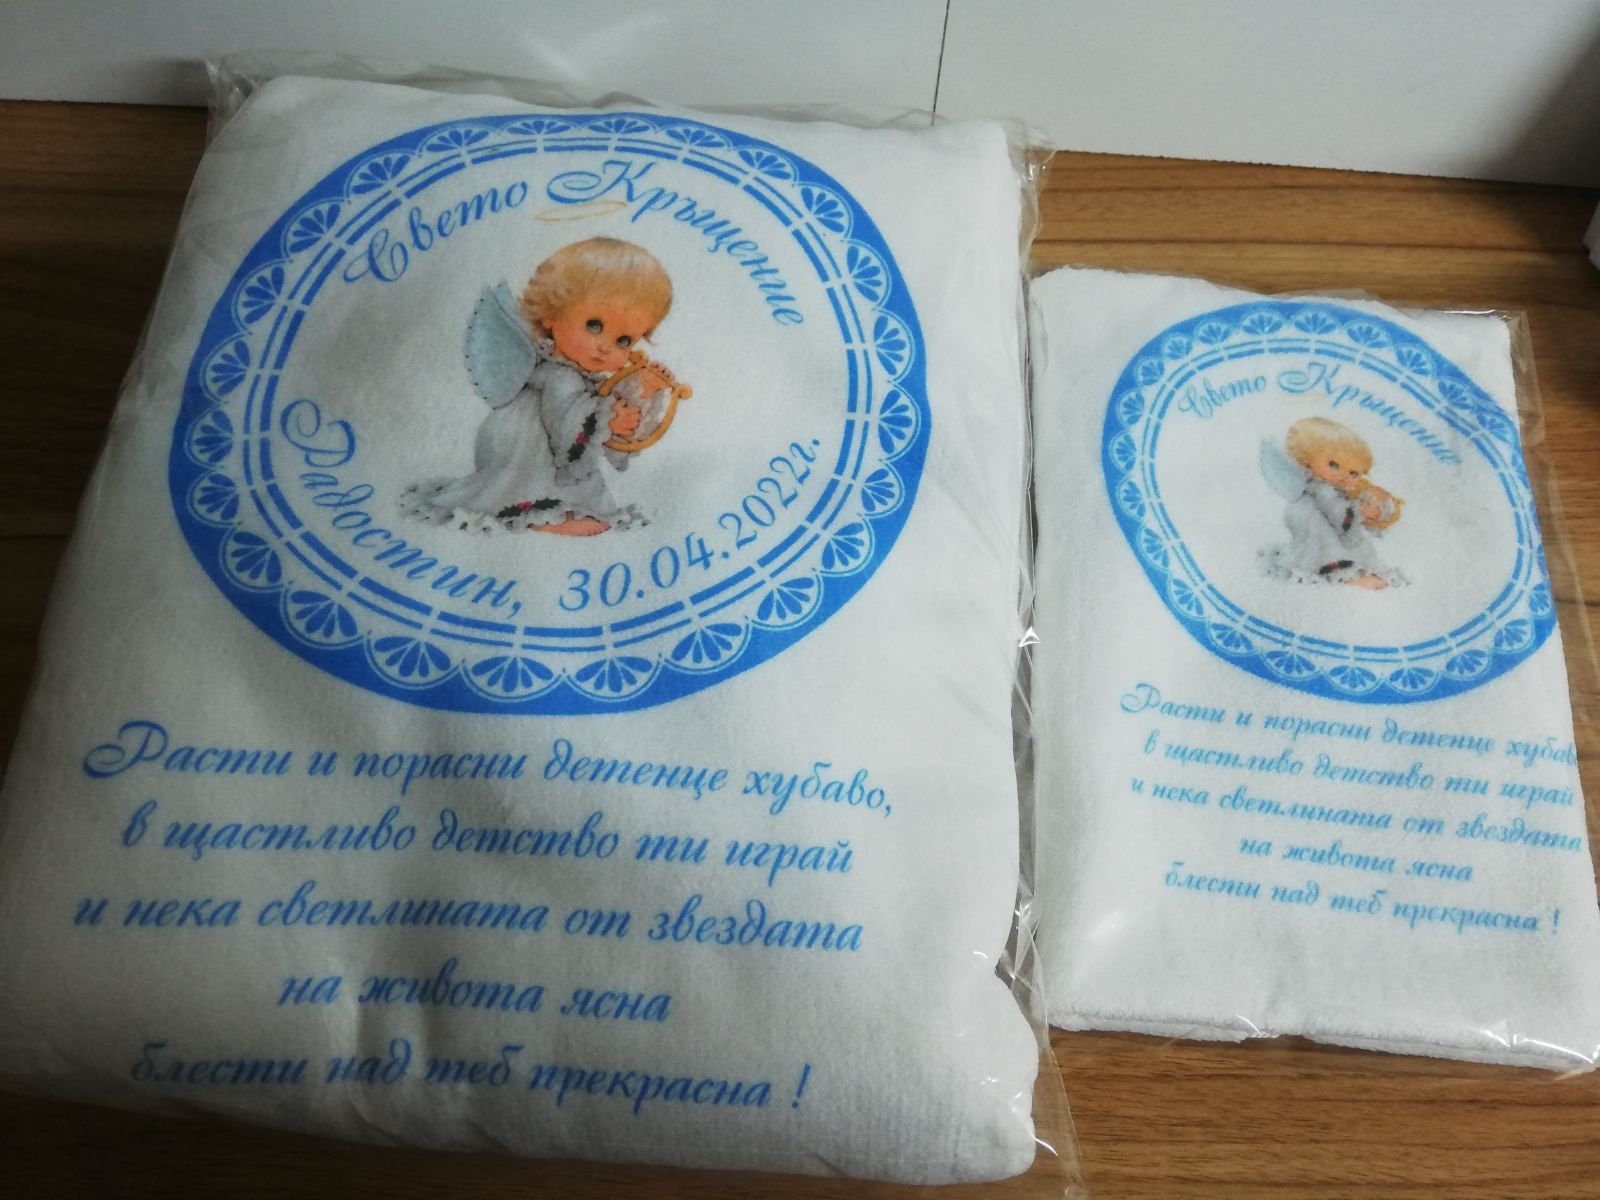 Свето Кръщение
Радостин, 30.04.2022г.
Расти и порасни детенце хубаво,
в щастливо детство ти играй
и нека светлината от звездата
на живота ясна
блести над теб прекрасна !
Свето Кръщение
Расти и порасни детенце хубав
в щастливо детство ти играй
и нека светлината от звездата
на живота ясна
блести над теб прекрасна !